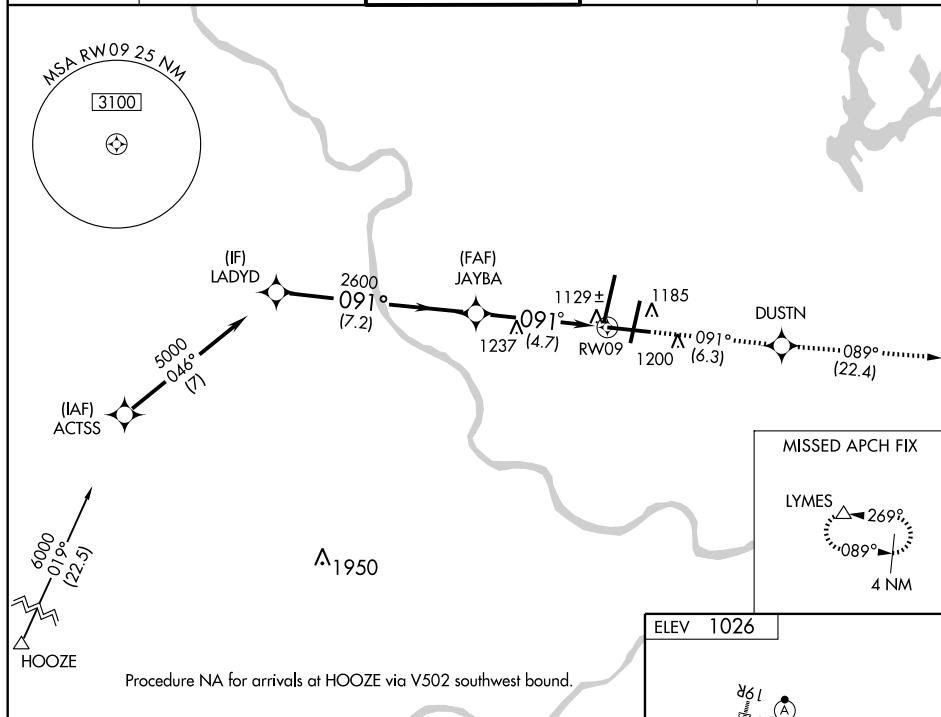 MSA RW09 25 NM
3100
(IF)
LADYD
2600
091°
(7.2)
(FAF)
JAYBA
1129 ±
1185
1237
091°
(4.7)
RW09
1200
091°
(6.3)
DUSTN
089°
(22.4)
5000
046°
(7)
(IAF)
ACTSS
6000
019°
(22.5)
HOOZE
1950
MISSED APCH FIX
LYMES
269°
089°
4 NM
Procedure NA for arrivals at HOOZE via V502 southwest bound.
ELEV 1026
19R
A